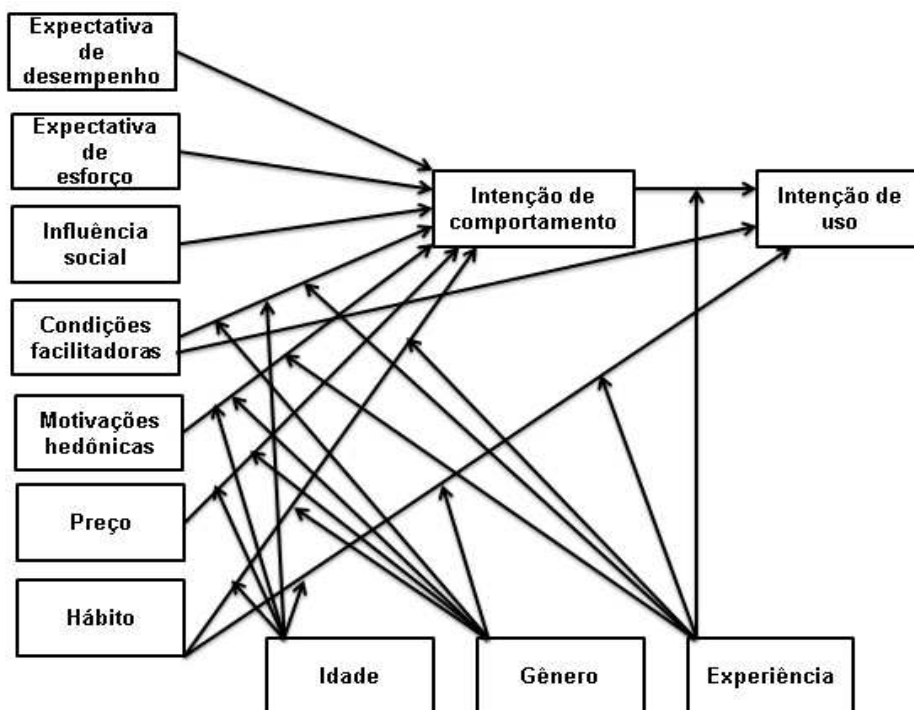 Expectativa
de
desempenho
Expectativa
de
esforço
Influência
social
Condições
facilitadoras
Motivações
hedônicas
Preço
Hábito
Intenção de
comportamento
Intenção de
uso
Idade
Gênero
Experiência